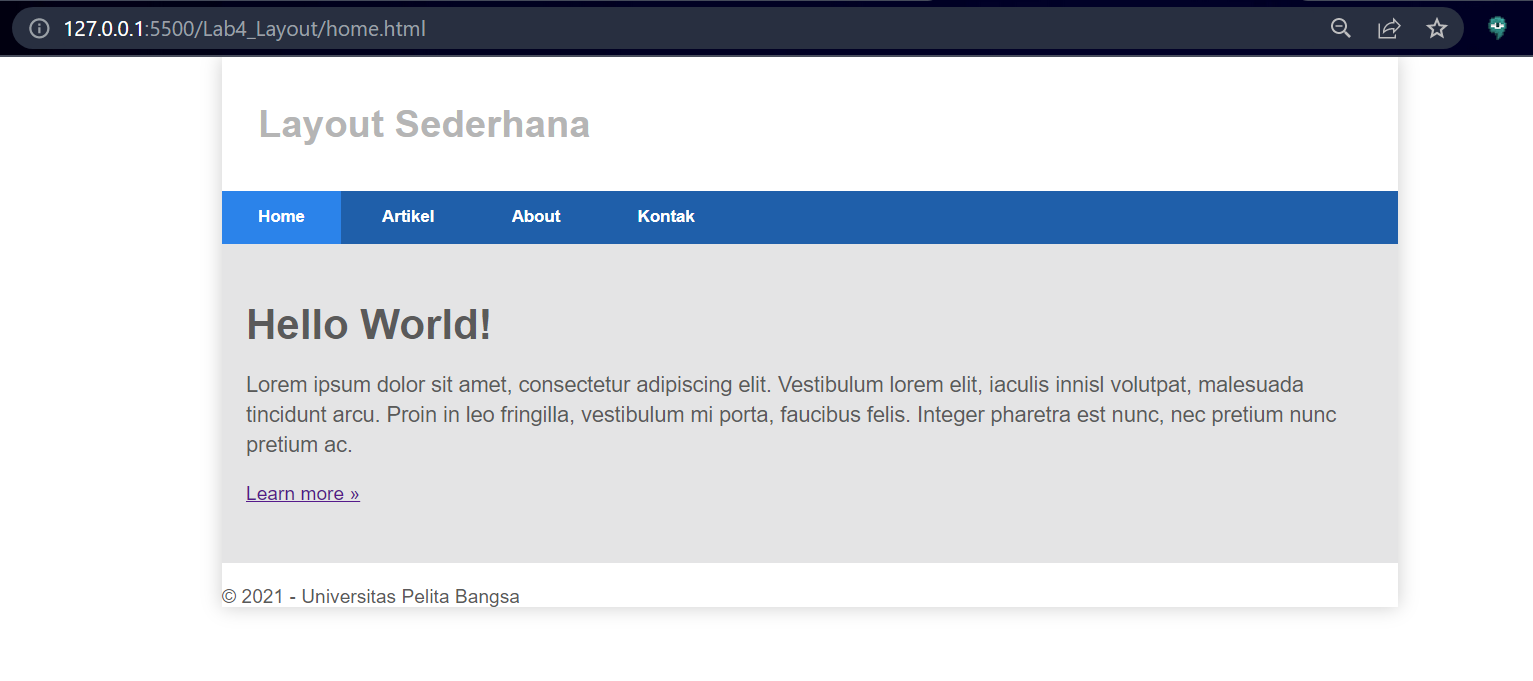 127.0.0.1:5500/Lab4_Layout/home.html
Layout Sederhana
Home Artikel About Kontak
Hello World!
Lorem ipsum dolor sit amet, consectetur adipiscing elit. Vestibulum lorem elit, iaculis innisl volutpat, malesuada
tincidunt arcu. Proin in leo fringilla, vestibulum mi porta, faucibus felis. Integer pharetra est nunc, nec pretium nunc
pretium ac.
Learn more »
© 2021 - Universitas Pelita Bangsa